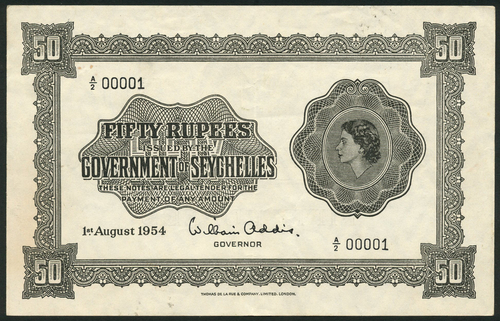 50 50
A/2 00001
FIFTY RUPEES
ISSUED BY THE
GOVERNMENT OF SEYCHELLES
THESE NOTES ARE LEGAL TENDER FOR THE
PAYMENT OF ANY AMOUNT
1st August 1954 William Addis.
GOVERNOR
A/2 00001
50 50
THOMAS DE LA RUE & COMPANY, LIMITED, LONDON.